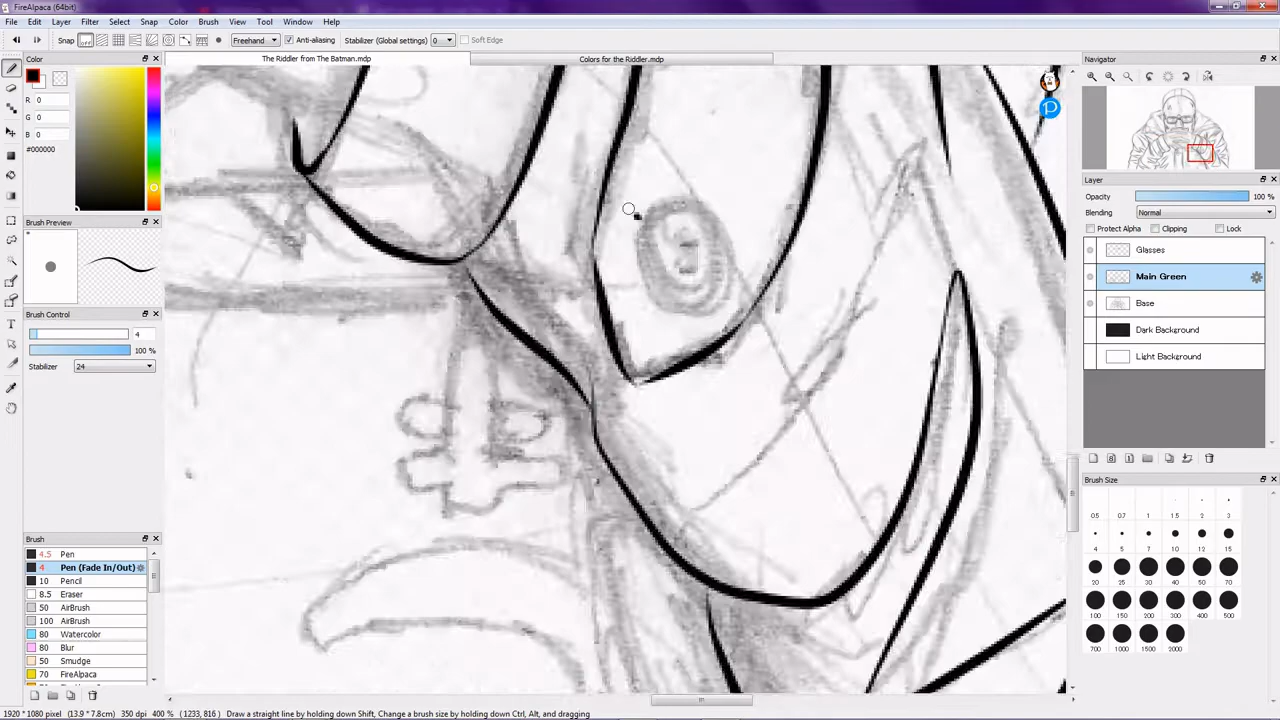 FireAlpaca (64bit)
File Edit Layer Filter Select Snap Color Brush View Tool Window Help
Snap off Freehand Anti-aliasing Stabilizer (Global settings) 0 Soft Edge
Color
The Riddler from The Batman.mdp
Colors for the Riddler.mdp
Navigator
R 0
G 0
B 0
#000000
Layer
Opacity 100 %
Blending Normal
Protect Alpha Clipping Lock
Brush Preview
Glasses
Main Green
Base
Dark Background
Light Background
Brush Control
4
100 %
Stabilizer 24
Brush Size
0.5 0.7 1 1.5 2 3
4 5 7 10 12 15
20 25 30 40 50 70
100 150 200 300 400 500
700 1000 1500 2000
Brush
4.5 Pen
4 Pen (Fade In/Out)
10 Pencil
8.5 Eraser
50 AirBrush
100 AirBrush
80 Watercolor
80 Blur
50 Smudge
70 FireAlpaca
1920 * 1080 pixel (13.9 * 7.8cm) 350 dpi 400 % ( 1233, 816 ) Draw a straight line by holding down Shift, Change a brush size by holding down Ctrl, Alt, and dragging